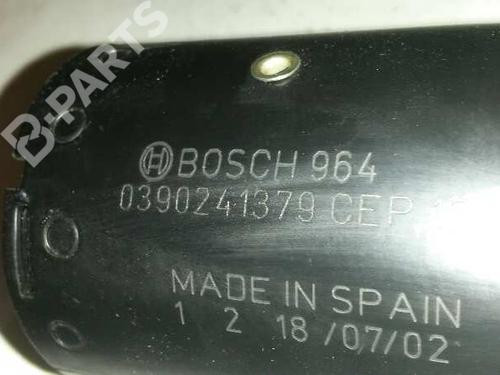 B-PARTS
BOSCH 964
0390241379 CEP
MADE IN SPAIN
1 2 18 /07/02